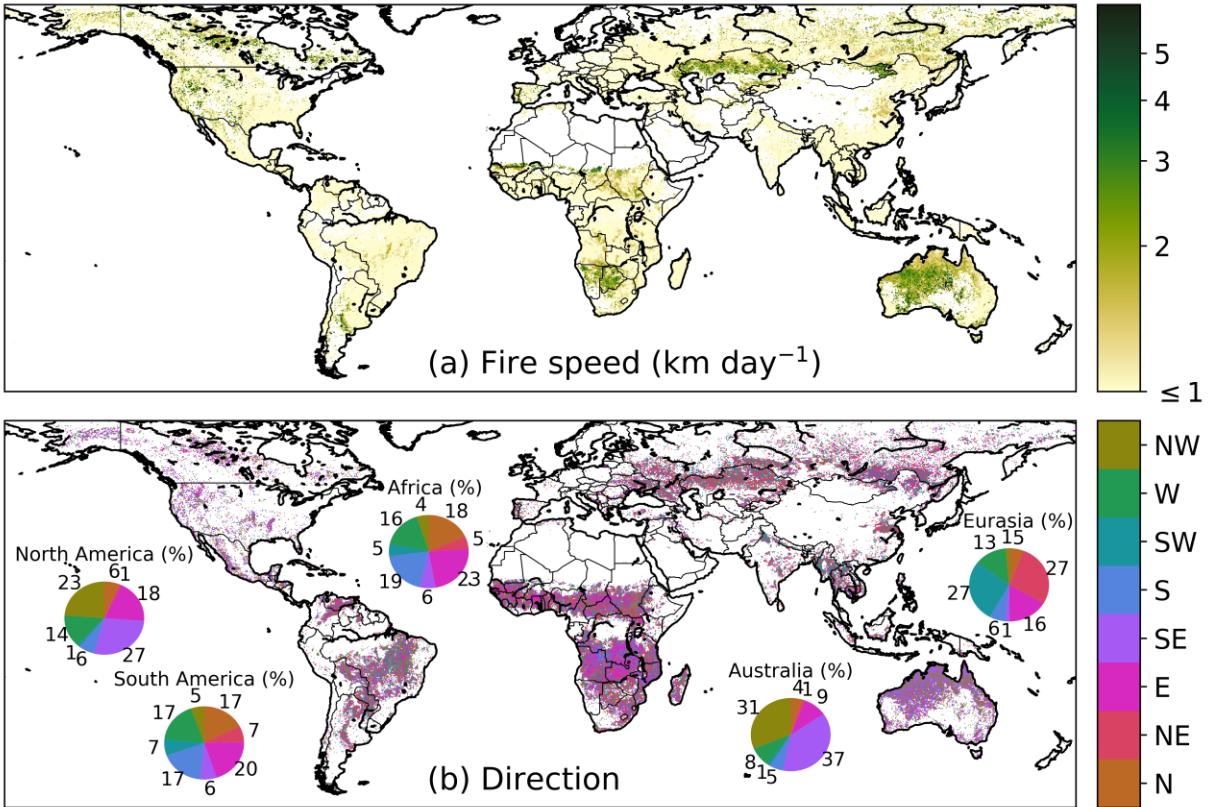 5
4
3
2
≤ 1
(a) Fire speed (km day⁻¹)
NW
W
SW
S
SE
E
NE
N
Africa (%)
4
18
16
5
5
19
23
6
Eurasia (%)
13
15
27
27
6
1
16
North America (%)
23
6
1
18
14
1
6
27
South America (%)
5
17
17
7
7
17
20
6
Australia (%)
4
1
9
31
8
1
5
37
(b) Direction